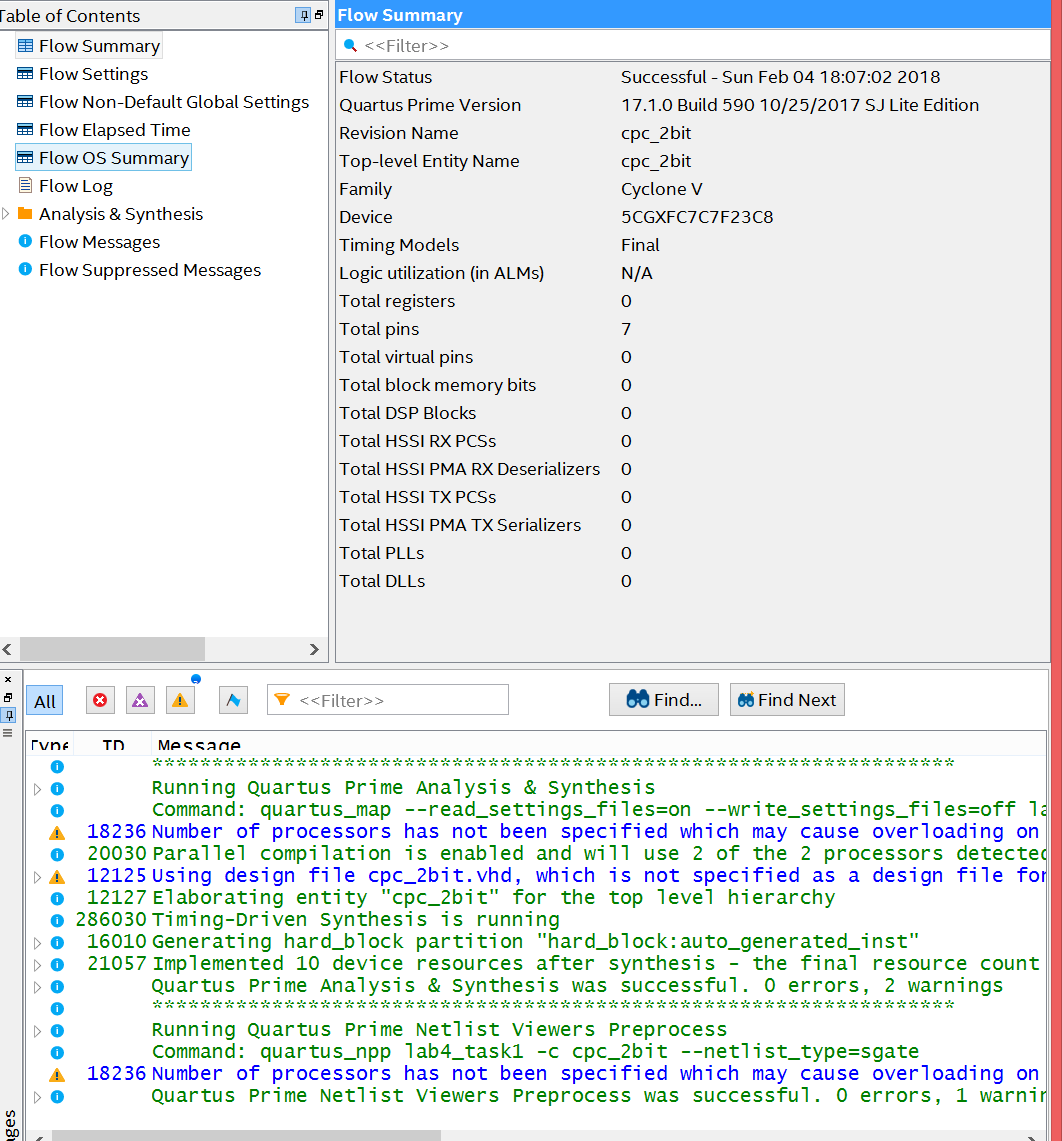 Table of Contents
Flow Summary
Flow Settings
Flow Non-Default Global Settings
Flow Elapsed Time
Flow OS Summary
Flow Log
Analysis & Synthesis
Flow Messages
Flow Suppressed Messages
Flow Summary
<<Filter>>
Flow Status Successful - Sun Feb 04 18:07:02 2018
Quartus Prime Version 17.1.0 Build 590 10/25/2017 SJ Lite Edition
Revision Name cpc_2bit
Top-level Entity Name cpc_2bit
Family Cyclone V
Device 5CGXFC7C7F23C8
Timing Models Final
Logic utilization (in ALMs) N/A
Total registers 0
Total pins 7
Total virtual pins 0
Total block memory bits 0
Total DSP Blocks 0
Total HSSI RX PCSs 0
Total HSSI PMA RX Deserializers 0
Total HSSI TX PCSs 0
Total HSSI PMA TX Serializers 0
Total PLLs 0
Total DLLs 0
All <<Filter>> Find... Find Next
Type ID Message
*******************************************************************
Running Quartus Prime Analysis & Synthesis
Command: quartus_map --read_settings_files=on --write_settings_files=off la
18236 Number of processors has not been specified which may cause overloading on
20030 Parallel compilation is enabled and will use 2 of the 2 processors detected
12125 Using design file cpc_2bit.vhd, which is not specified as a design file for
12127 Elaborating entity "cpc_2bit" for the top level hierarchy
286030 Timing-Driven Synthesis is running
16010 Generating hard_block partition "hard_block:auto_generated_inst"
21057 Implemented 10 device resources after synthesis - the final resource count
Quartus Prime Analysis & Synthesis was successful. 0 errors, 2 warnings
*******************************************************************
Running Quartus Prime Netlist Viewers Preprocess
Command: quartus_npp lab4_task1 -c cpc_2bit --netlist_type=sgate
18236 Number of processors has not been specified which may cause overloading on
Quartus Prime Netlist Viewers Preprocess was successful. 0 errors, 1 warnin
ages